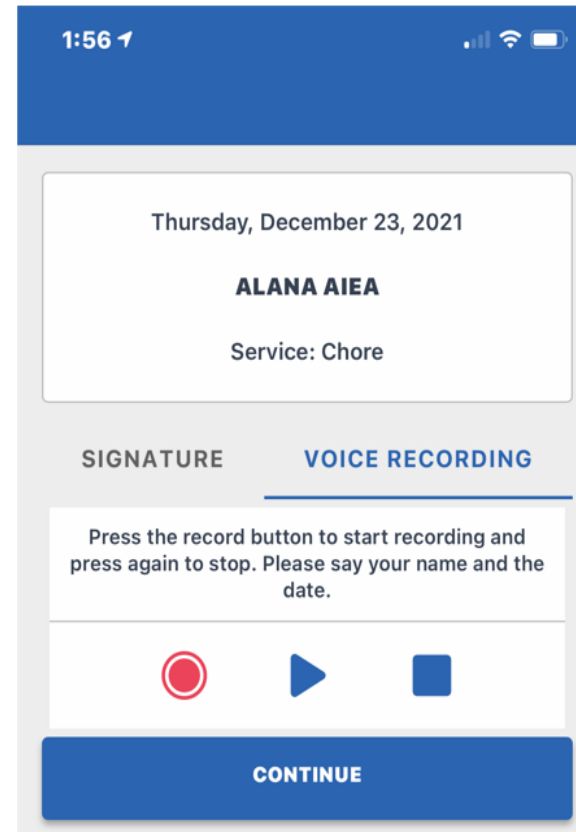 1:56
Thursday, December 23, 2021
ALANA AIEA
Service: Chore
SIGNATURE VOICE RECORDING
Press the record button to start recording and
press again to stop. Please say your name and the
date.
CONTINUE